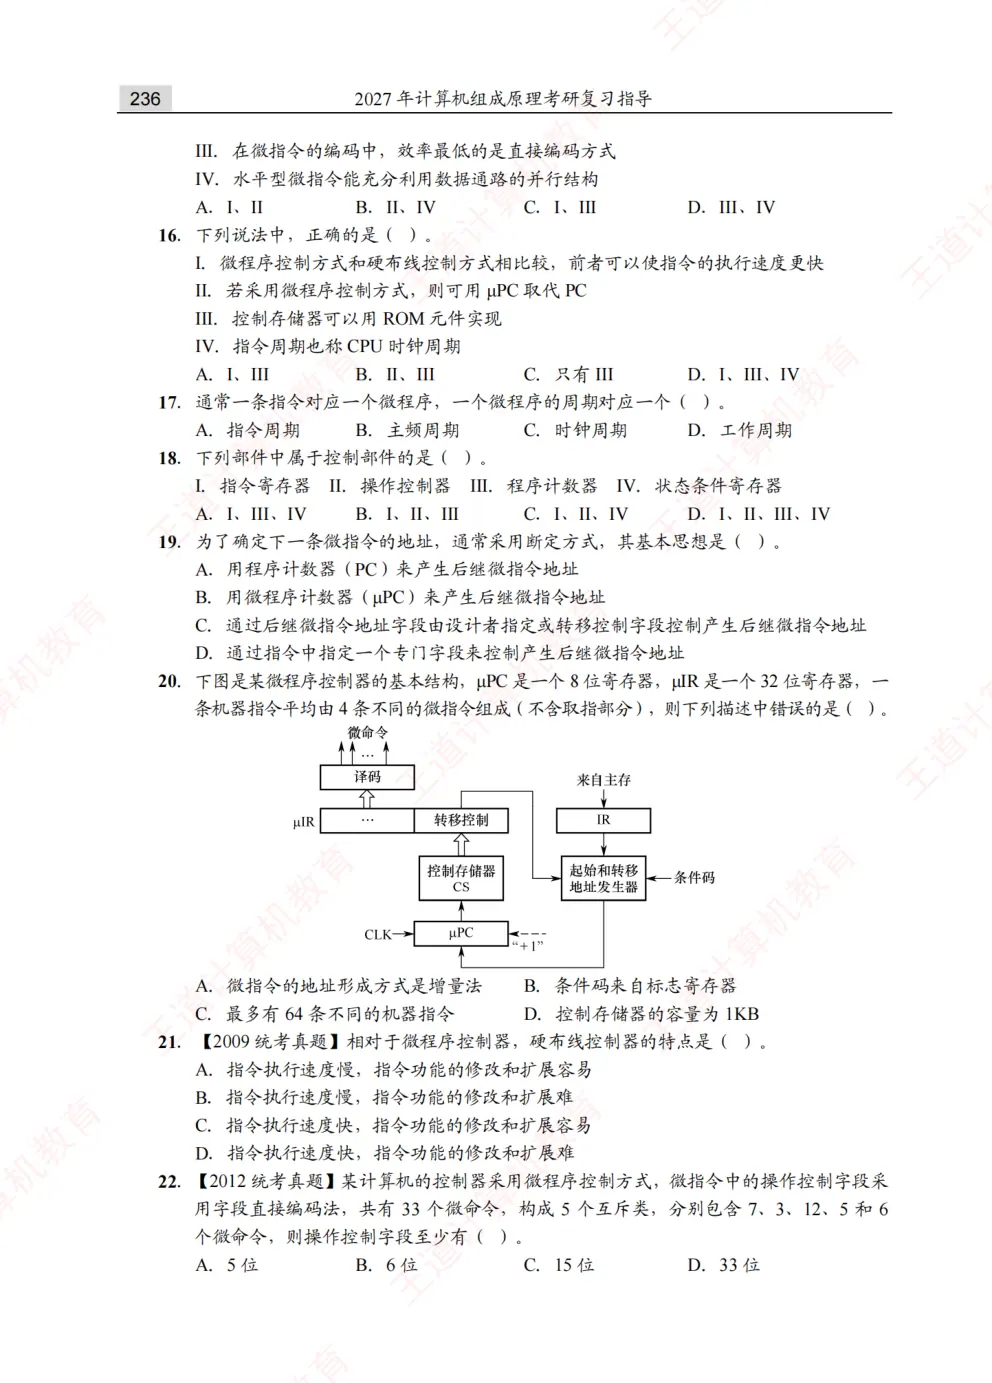 236
2027 年计算机组成原理考研复习指导
III. 在微指令的编码中，效率最低的是直接编码方式
IV. 水平型微指令能充分利用数据通路的并行结构
A. I、II B. II、IV C. I、III D. III、IV
16. 下列说法中，正确的是（ ）。
I. 微程序控制方式和硬布线控制方式相比较，前者可以使指令的执行速度更快
II. 若采用微程序控制方式，则可用 μPC 取代 PC
III. 控制存储器可以用 ROM 元件实现
IV. 指令周期也称 CPU 时钟周期
A. I、III B. II、III C. 只有 III D. I、III、IV
17. 通常一条指令对应一个微程序，一个微程序的周期对应一个（ ）。
A. 指令周期 B. 主频周期 C. 时钟周期 D. 工作周期
18. 下列部件中属于控制部件的是（ ）。
I. 指令寄存器 II. 操作控制器 III. 程序计数器 IV. 状态条件寄存器
A. I、III、IV B. I、II、III C. I、II、IV D. I、II、III、IV
19. 为了确定下一条微指令的地址，通常采用断定方式，其基本思想是（ ）。
A. 用程序计数器（PC）来产生后继微指令地址
B. 用微程序计数器（μPC）来产生后继微指令地址
C. 通过后继微指令地址字段由设计者指定或转移控制字段控制产生后继微指令地址
D. 通过指令中指定一个专门字段来控制产生后继微指令地址
20. 下图是某微程序控制器的基本结构，μPC 是一个 8 位寄存器，μIR 是一个 32 位寄存器，一
条机器指令平均由 4 条不同的微指令组成（不含取指部分），则下列描述中错误的是（ ）。
微命令
…
译码
来自主存
μIR … 转移控制 IR
控制存储器
CS
起始和转移
地址发生器
条件码
CLK μPC
“+1”
A. 微指令的地址形成方式是增量法 B. 条件码来自标志寄存器
C. 最多有 64 条不同的机器指令 D. 控制存储器的容量为 1KB
21. 【2009 统考真题】相对于微程序控制器，硬布线控制器的特点是（ ）。
A. 指令执行速度慢，指令功能的修改和扩展容易
B. 指令执行速度慢，指令功能的修改和扩展难
C. 指令执行速度快，指令功能的修改和扩展容易
D. 指令执行速度快，指令功能的修改和扩展难
22. 【2012 统考真题】某计算机的控制器采用微程序控制方式，微指令中的操作控制字段采
用字段直接编码法，共有 33 个微命令，构成 5 个互斥类，分别包含 7、3、12、5 和 6
个微命令，则操作控制字段至少有（ ）。
A. 5 位 B. 6 位 C. 15 位 D. 33 位
王道计算机教育